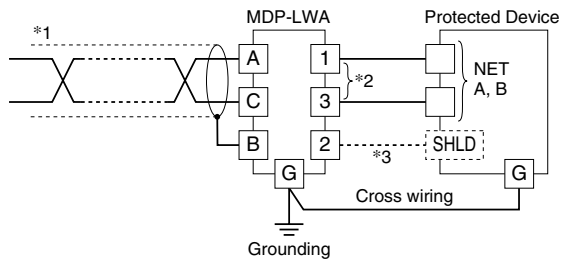 MDP-LWA
Protected Device
*1
A
1
*2
NET
A, B
C
3
B
2
*3
SHLD
G
G
Cross wiring
Grounding